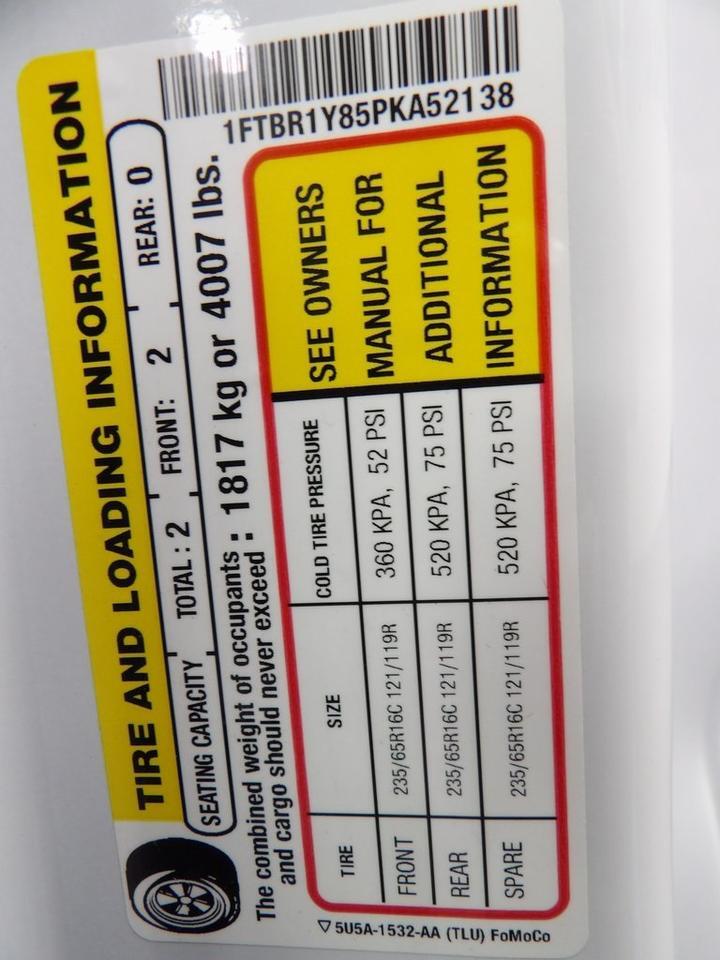 TIRE AND LOADING INFORMATION
SEATING CAPACITY TOTAL : 2 FRONT: 2 REAR: 0
The combined weight of occupants : 1817 kg or 4007 lbs.
and cargo should never exceed :
1FTBR1Y85PKA52138
TIRE SIZE COLD TIRE PRESSURE
FRONT 235/65R16C 121/119R 360 KPA, 52 PSI
REAR 235/65R16C 121/119R 520 KPA, 75 PSI
SPARE 235/65R16C 121/119R 520 KPA, 75 PSI
SEE OWNERS
MANUAL FOR
ADDITIONAL
INFORMATION
5U5A-1532-AA (TLU) FoMoCo